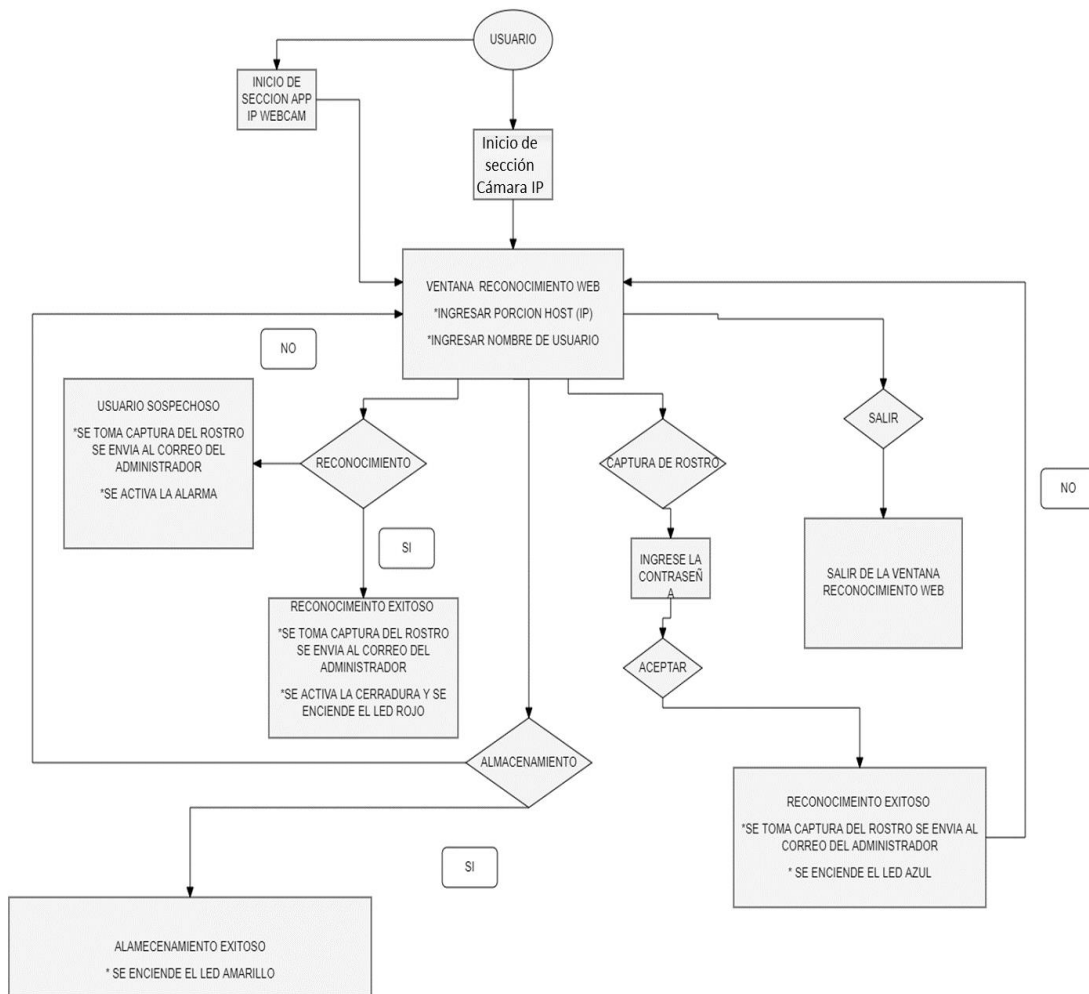 USUARIO
INICIO DE
SECCION APP
IP WEBCAM
Inicio de
sección
Cámara IP
VENTANA RECONOCIMIENTO WEB
*INGRESAR PORCION HOST (IP)
*INGRESAR NOMBRE DE USUARIO
NO
USUARIO SOSPECHOSO
*SE TOMA CAPTURA DEL ROSTRO
SE ENVIA AL CORREO DEL
ADMINISTRADOR
*SE ACTIVA LA ALARMA
RECONOCIMIENTO
CAPTURA DE ROSTRO
SALIR
NO
SI
INGRESE LA
CONTRASEÑ
A
SALIR DE LA VENTANA
RECONOCIMIENTO WEB
RECONOCIMEINTO EXITOSO
*SE TOMA CAPTURA DEL ROSTRO
SE ENVIA AL CORREO DEL
ADMINISTRADOR
*SE ACTIVA LA CERRADURA Y SE
ENCIENDE EL LED ROJO
ACEPTAR
ALMACENAMIENTO
RECONOCIMEINTO EXITOSO
*SE TOMA CAPTURA DEL ROSTRO SE ENVIA AL
CORREO DEL ADMINISTRADOR
* SE ENCIENDE EL LED AZUL
SI
ALAMECENAMIENTO EXITOSO
* SE ENCIENDE EL LED AMARILLO